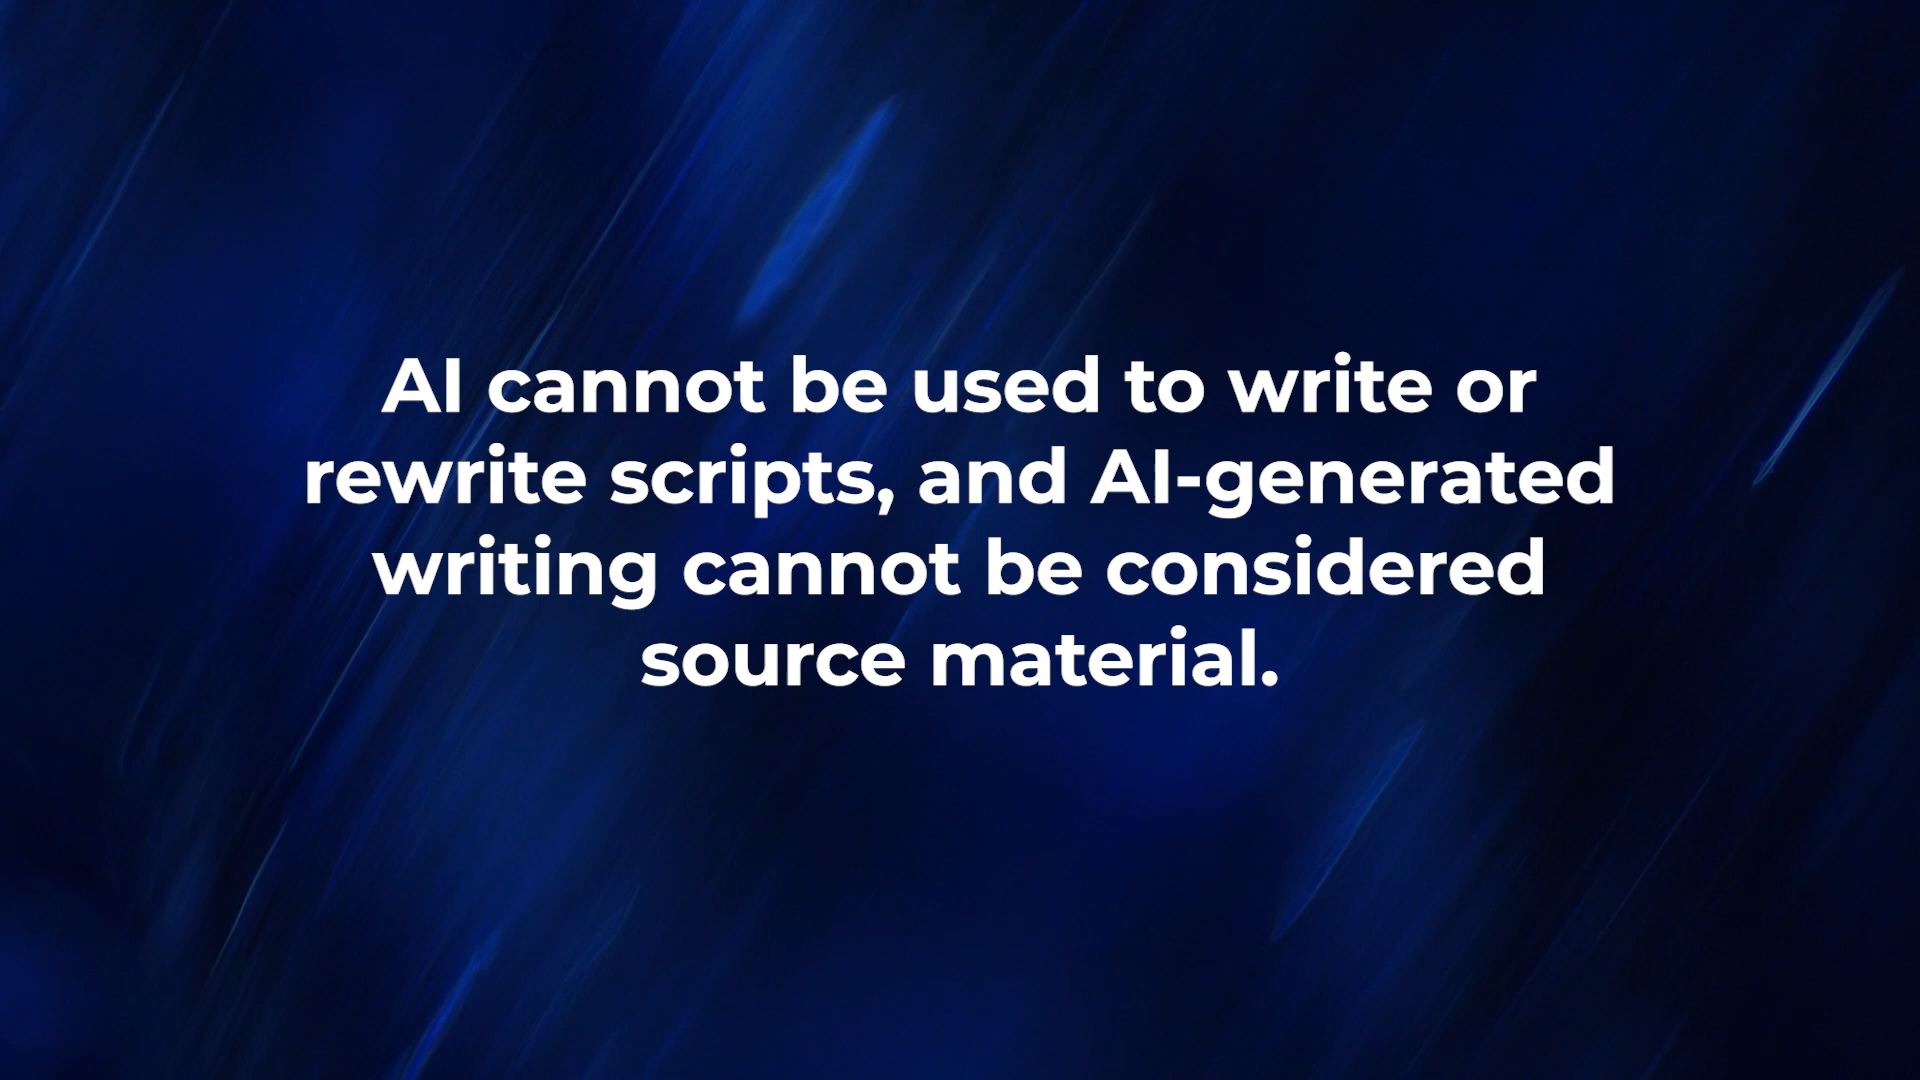 AI cannot be used to write or
rewrite scripts, and AI-generated
writing cannot be considered
source material.